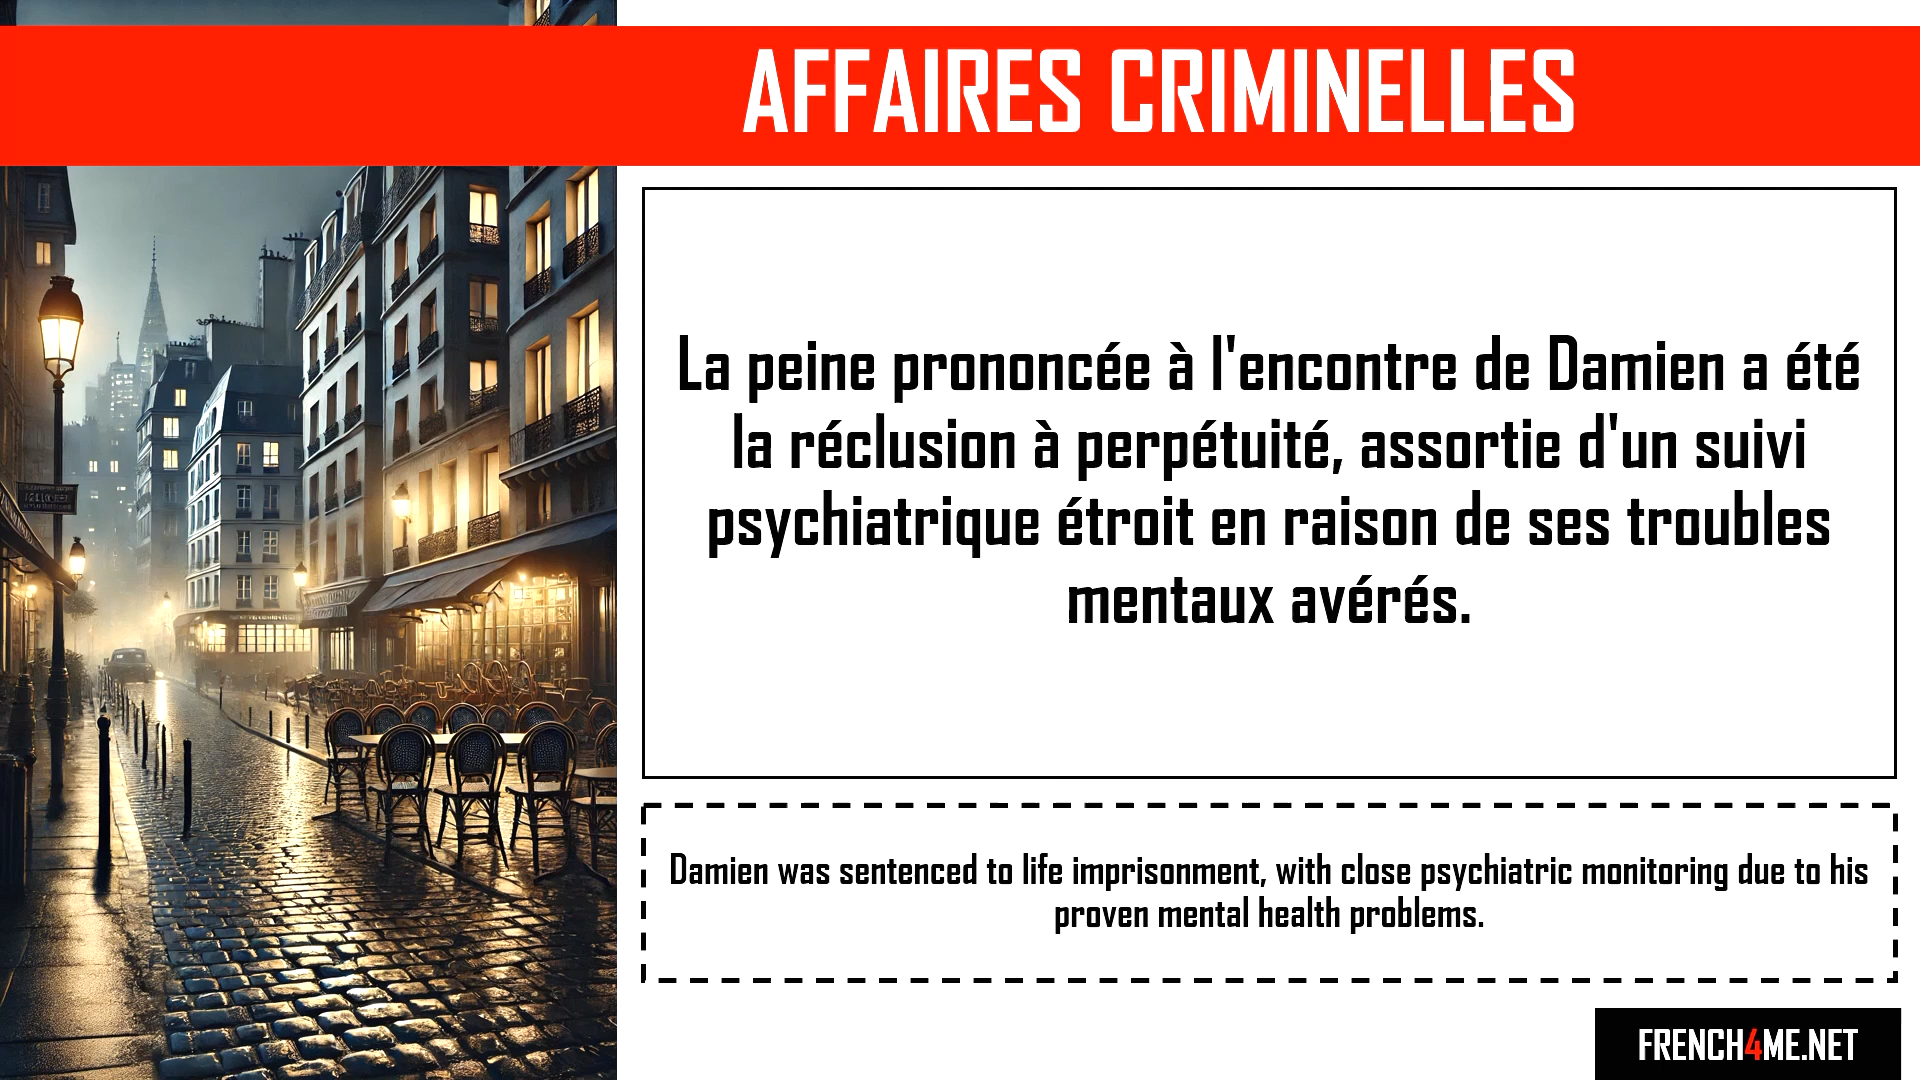 AFFAIRES CRIMINELLES
La peine prononcée à l'encontre de Damien a été
la réclusion à perpétuité, assortie d'un suivi
psychiatrique étroit en raison de ses troubles
mentaux avérés.
Damien was sentenced to life imprisonment, with close psychiatric monitoring due to his
proven mental health problems.
FRENCH4ME.NET